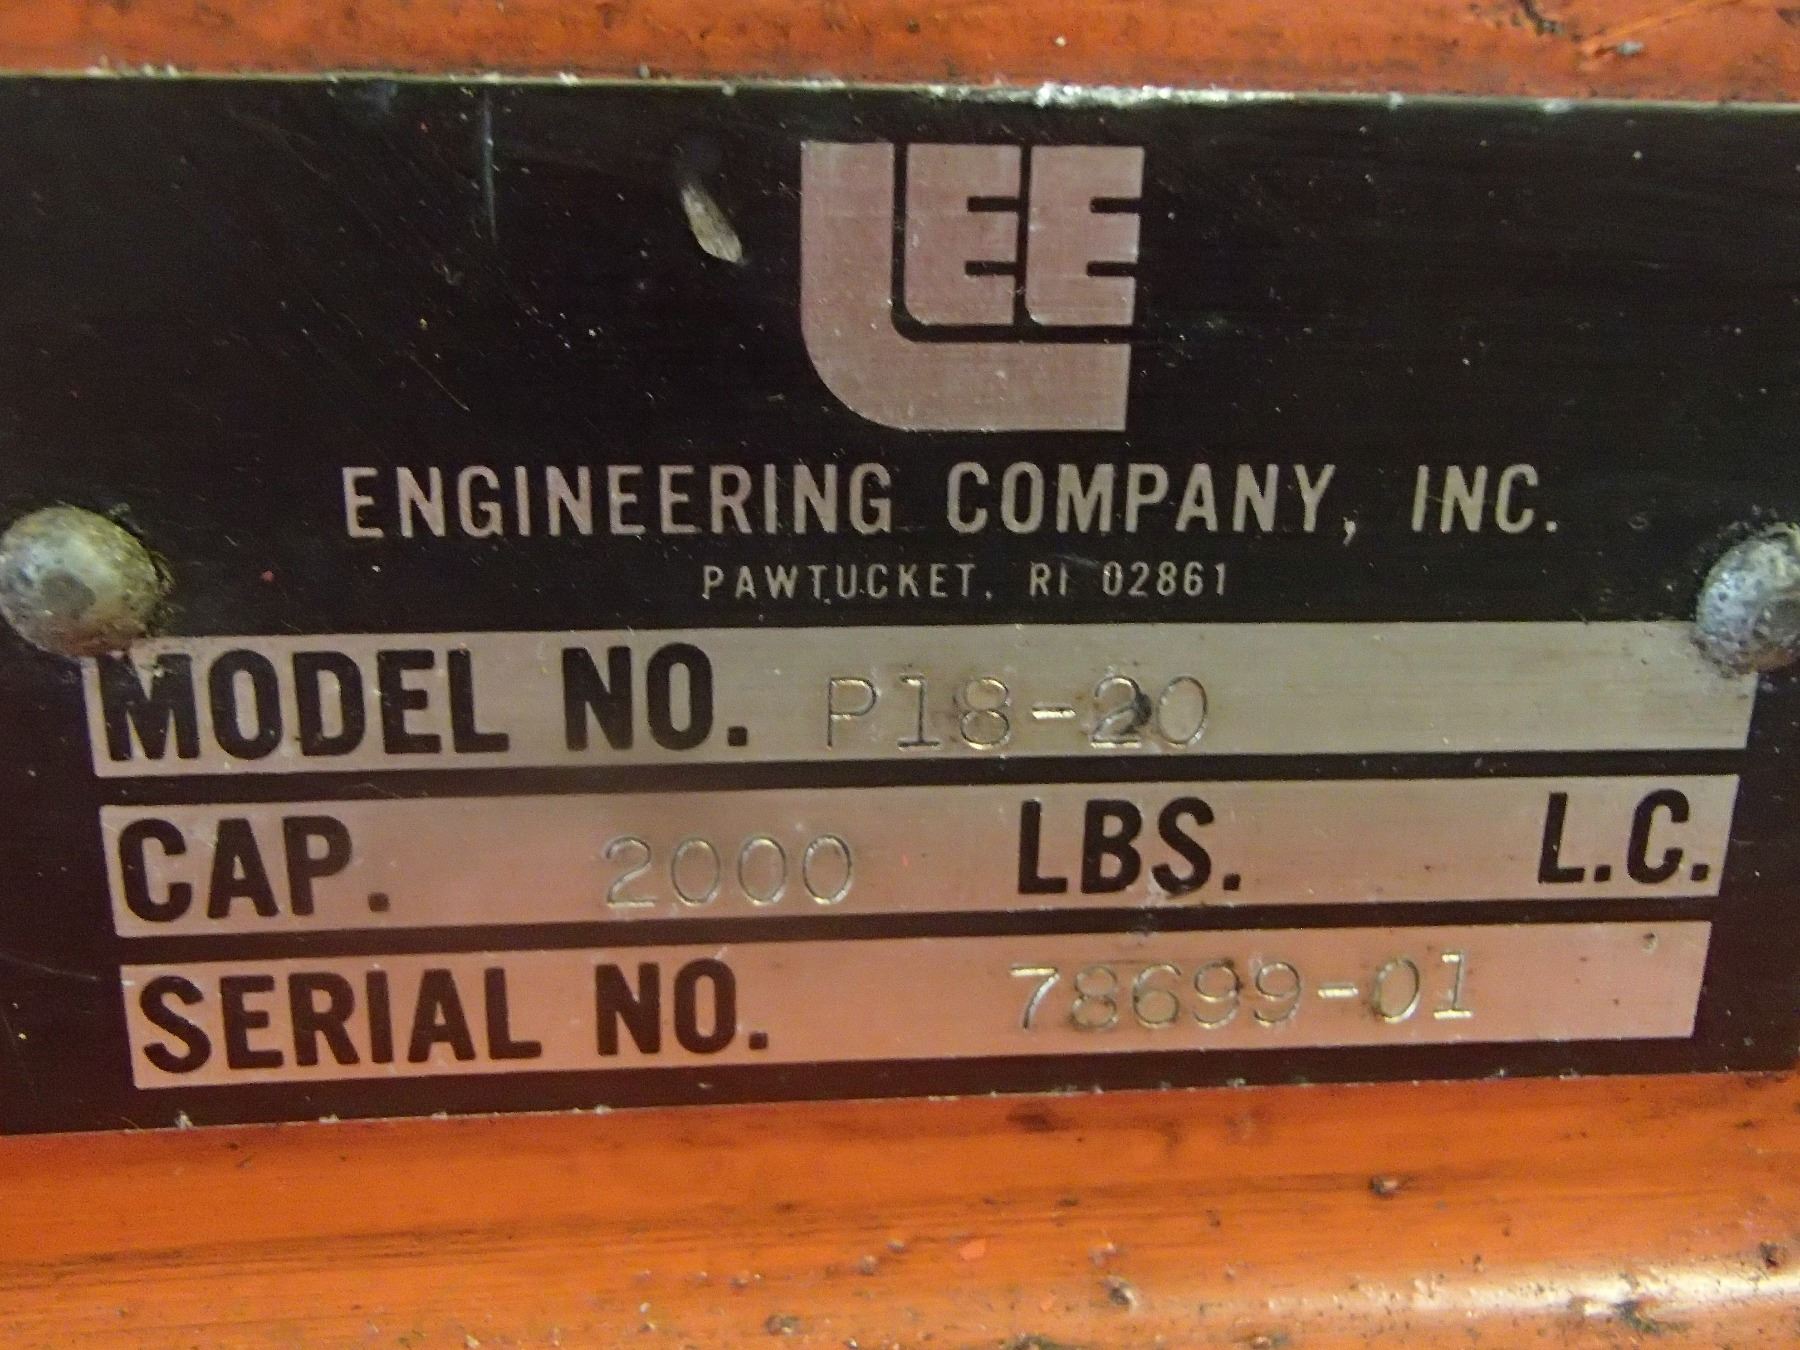 LEE
ENGINEERING COMPANY, INC.
PAWTUCKET, RI 02861
MODEL NO. P18-20
CAP. 2000 LBS. L.C.
SERIAL NO. 78699-01